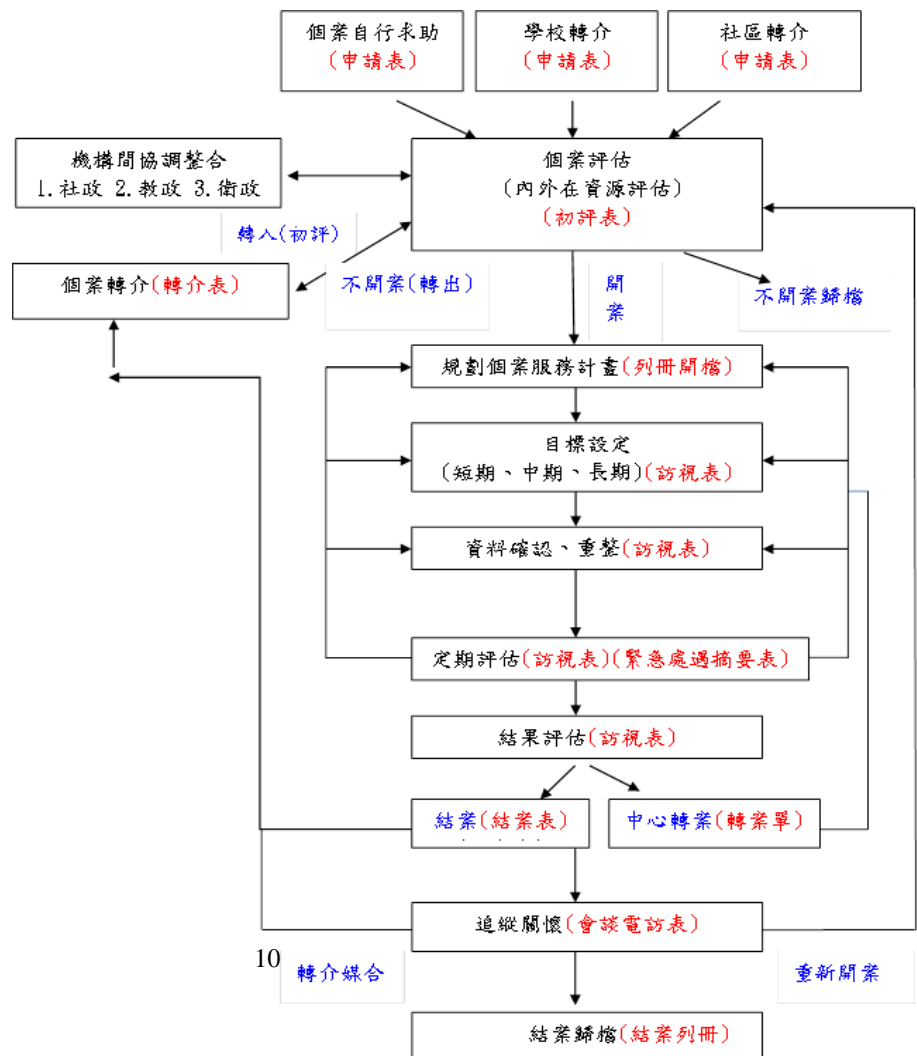 個案自行求助
(申請表)
學校轉介
(申請表)
社區轉介
(申請表)
機構間協調整合
1.社政 2.教政 3.衛政
個案評估
(內外在資源評估)
(初評表)
轉入(初評)
個案轉介(轉介表)
不開案(轉出)
開
案
不開案歸檔
規劃個案服務計畫(列冊開檔)
目標設定
(短期、中期、長期)(訪視表)
資料確認、重整(訪視表)
定期評估(訪視表)(緊急處遇摘要表)
結果評估(訪視表)
結案(結案表)
中心轉案(轉案單)
追縱關懷(會談電訪表)
10
轉介媒合
重新開案
結案歸檔(結案列冊)